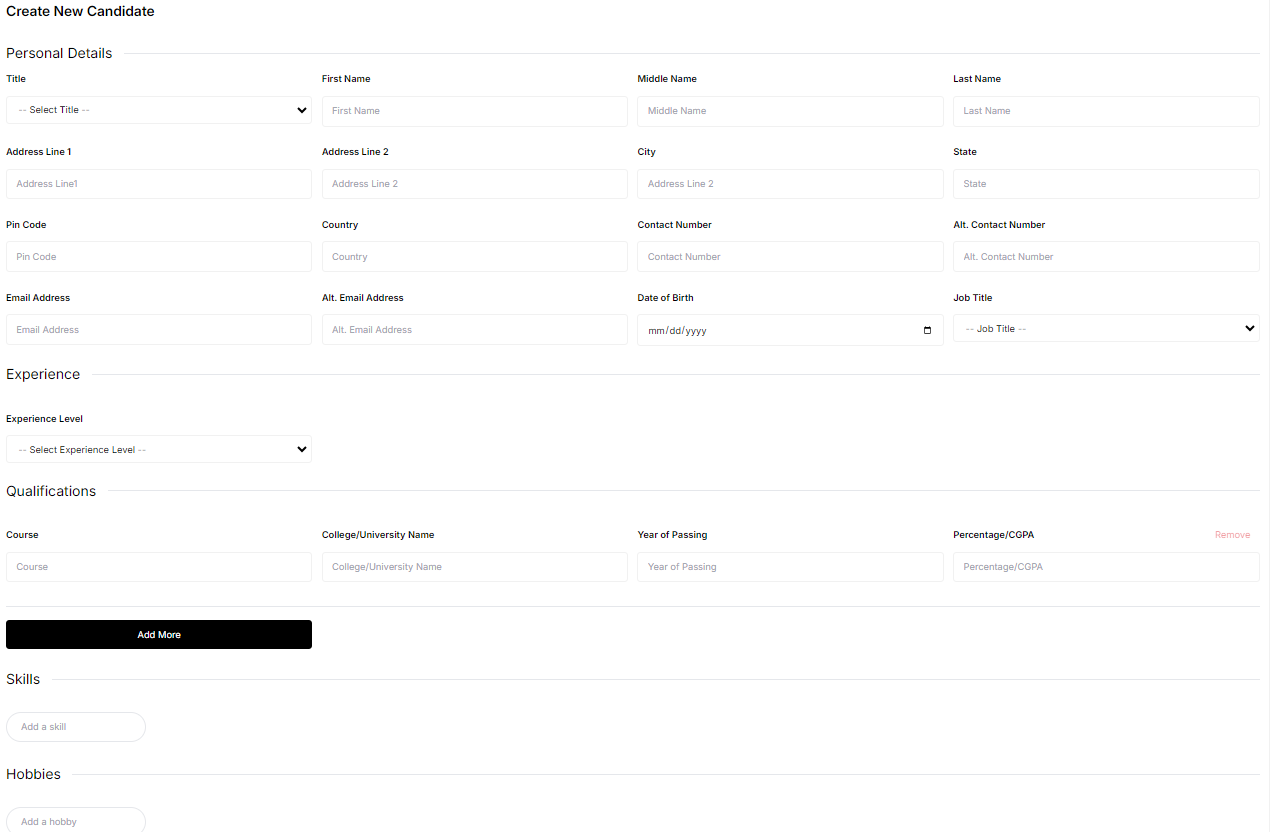 Create New Candidate
Personal Details
Title First Name Middle Name Last Name
-- Select Title -- First Name Middle Name Last Name
Address Line 1 Address Line 2 City State
Address Line1 Address Line 2 Address Line 2 State
Pin Code Country Contact Number Alt. Contact Number
Pin Code Country Contact Number Alt. Contact Number
Email Address Alt. Email Address Date of Birth Job Title
Email Address Alt. Email Address mm/dd/yyyy -- Job Title --
Experience
Experience Level
-- Select Experience Level --
Qualifications
Course College/University Name Year of Passing Percentage/CGPA Remove
Course College/University Name Year of Passing Percentage/CGPA
Add More
Skills
Add a skill
Hobbies
Add a hobby